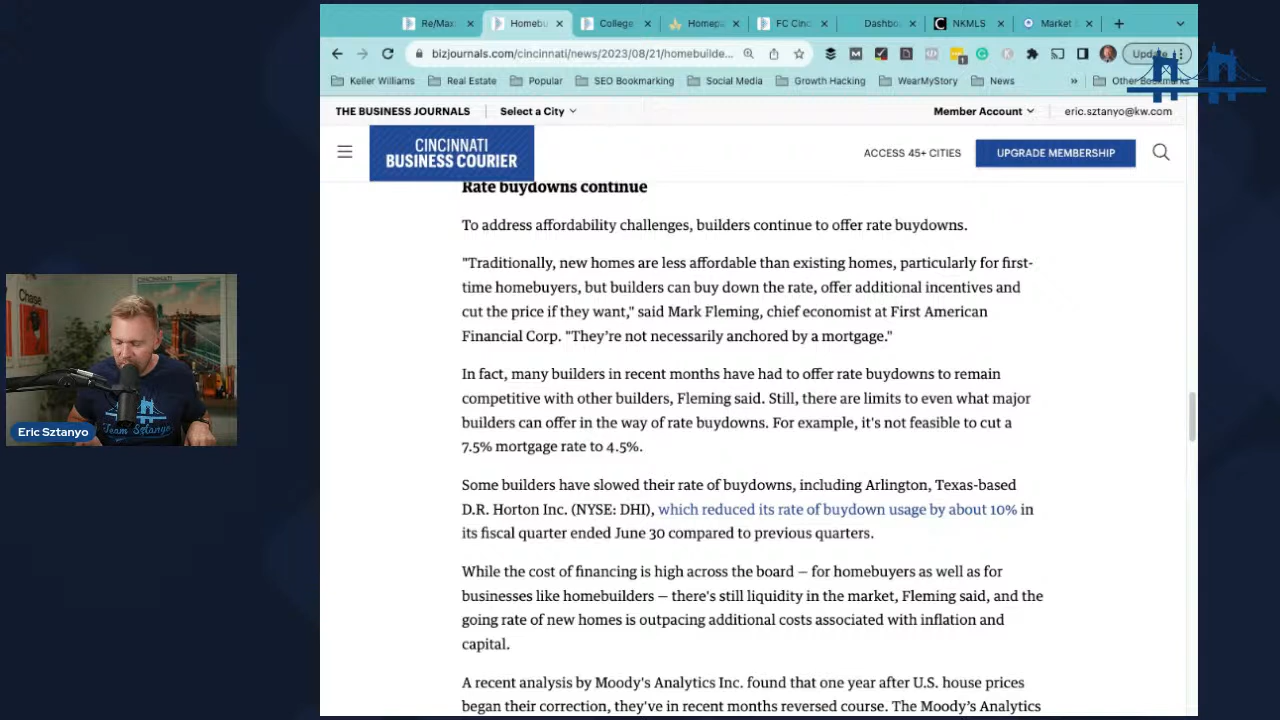 Re/Max
Homebu
College
Homepa
FC Cinc
Dashbo
NKMLS
Market
bizjournals.com/cincinnati/news/2023/08/21/homebuilde...
Update
Keller Williams
Real Estate
Popular
SEO Bookmarking
Social Media
Growth Hacking
WearMyStory
News
»
Other Bookmarks
THE BUSINESS JOURNALS
Select a City
Member Account
eric.sztanyo@kw.com
CINCINNATI
BUSINESS COURIER
ACCESS 45+ CITIES
UPGRADE MEMBERSHIP
Rate buydowns continue
To address affordability challenges, builders continue to offer rate buydowns.
"Traditionally, new homes are less affordable than existing homes, particularly for first-
time homebuyers, but builders can buy down the rate, offer additional incentives and
cut the price if they want," said Mark Fleming, chief economist at First American
Financial Corp. "They're not necessarily anchored by a mortgage."
In fact, many builders in recent months have had to offer rate buydowns to remain
competitive with other builders, Fleming said. Still, there are limits to even what major
builders can offer in the way of rate buydowns. For example, it's not feasible to cut a
7.5% mortgage rate to 4.5%.
Some builders have slowed their rate of buydowns, including Arlington, Texas-based
D.R. Horton Inc. (NYSE: DHI), which reduced its rate of buydown usage by about 10% in
its fiscal quarter ended June 30 compared to previous quarters.
While the cost of financing is high across the board — for homebuyers as well as for
businesses like homebuilders — there's still liquidity in the market, Fleming said, and the
going rate of new homes is outpacing additional costs associated with inflation and
capital.
A recent analysis by Moody's Analytics Inc. found that one year after U.S. house prices
began their correction, they've in recent months reversed course. The Moody's Analytics
Chase
CINCINNATI
Team Sztanyo
Eric Sztanyo